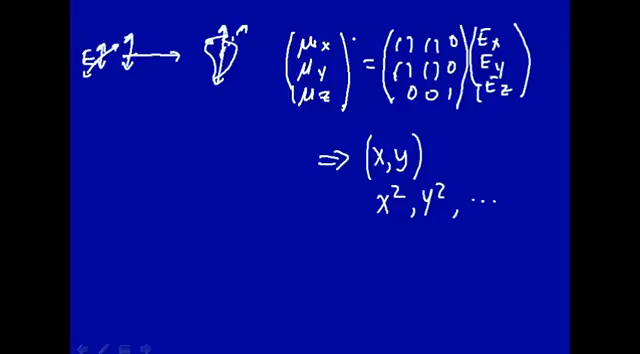 E
(μx) = ([] [] 0)(Ex)
(μy) = ([] [] 0)(Ey)
(μz) = (0 0 1)(Ez)
⇒ (x,y)
x², y², ...